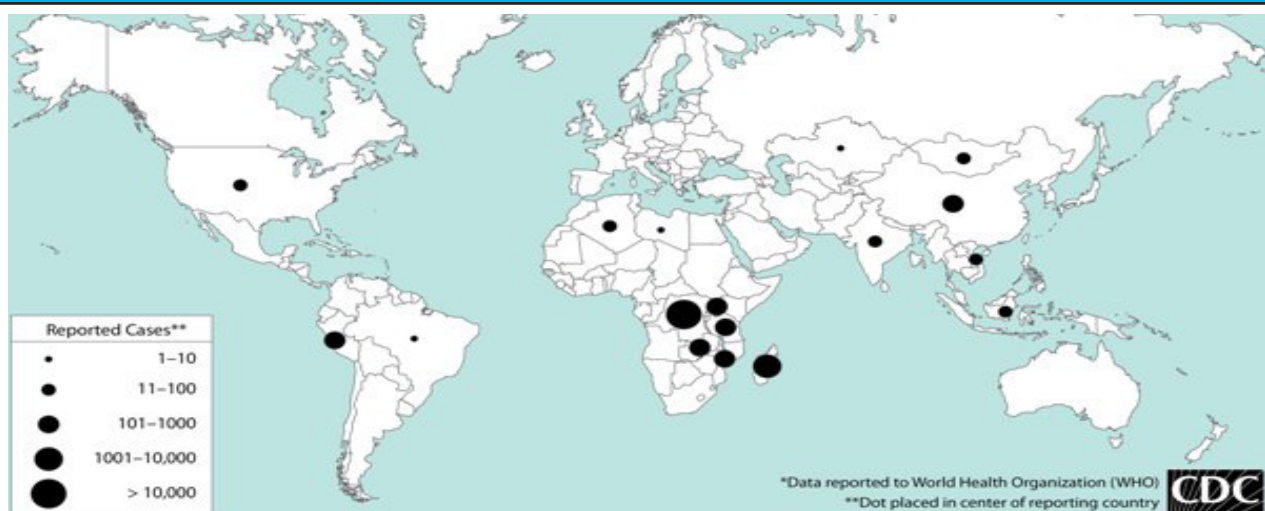 Reported Cases**
1–10
11–100
101–1000
1001–10,000
> 10,000
*Data reported to World Health Organization (WHO)
**Dot placed in center of reporting country
CDC